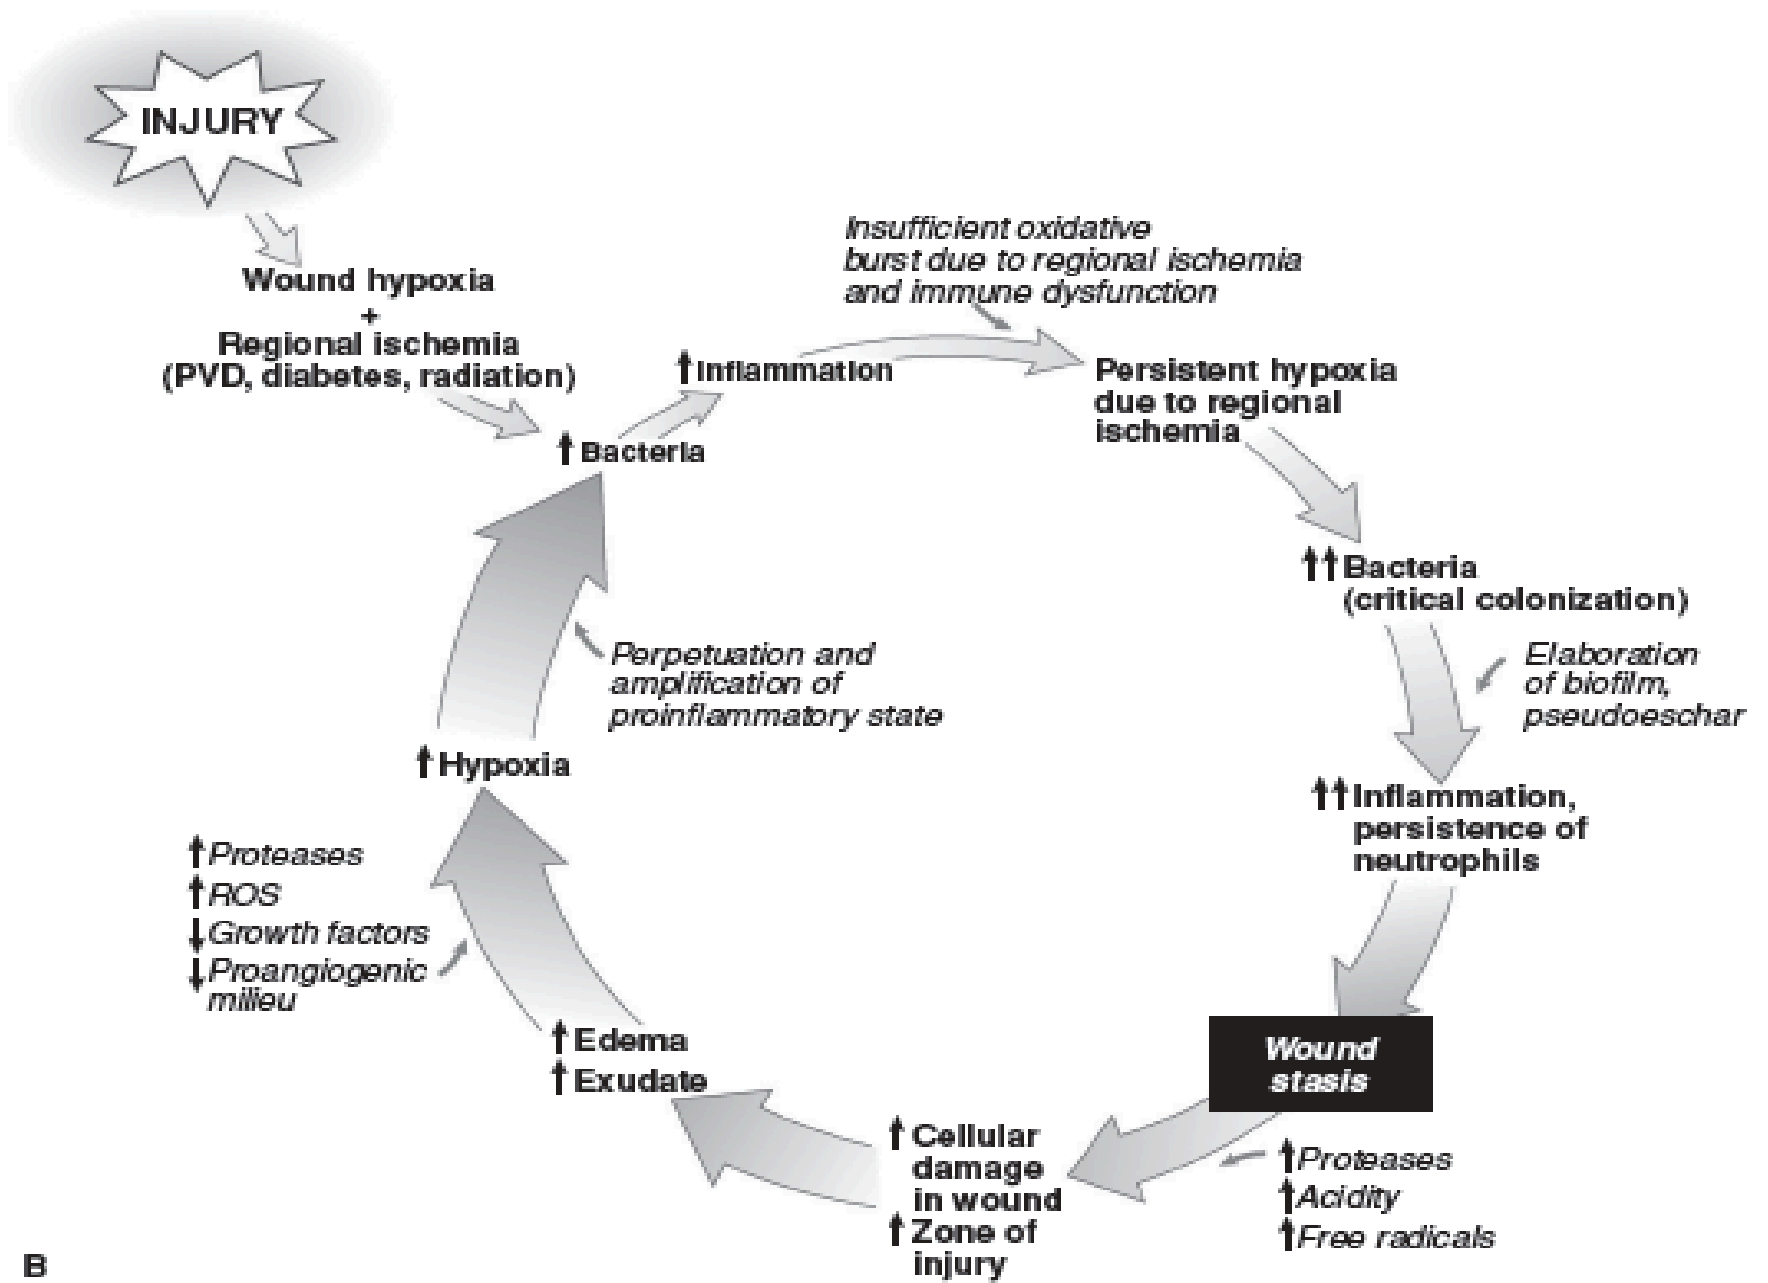 INJURY
Wound hypoxia
+
Regional ischemia
(PVD, diabetes, radiation)
↑ Bacteria
↑ Inflammation
Insufficient oxidative
burst due to regional ischemia
and immune dysfunction
Persistent hypoxia
due to regional
ischemia
↑↑ Bacteria
(critical colonization)
Elaboration
of biofilm,
pseudoeschar
↑↑ Inflammation,
persistence of
neutrophils
Wound
stasis
↑ Proteases
↑ Acidity
↑ Free radicals
↑ Cellular
damage
in wound
↑ Zone of
injury
↑ Edema
↑ Exudate
↑ Proteases
↑ ROS
↓ Growth factors
↓ Proangiogenic
milieu
↑ Hypoxia
Perpetuation and
amplification of
proinflammatory state
B